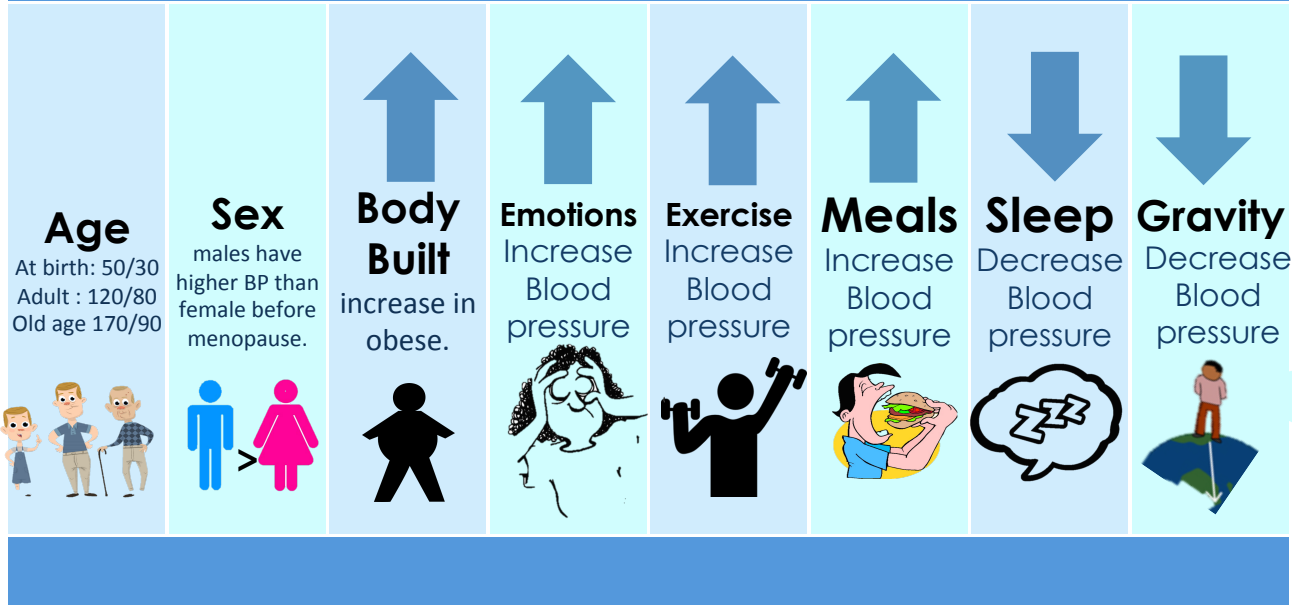 Age
At birth: 50/30
Adult : 120/80
Old age 170/90
Sex
males have
higher BP than
female before
menopause.
>
Body
Built
increase in
obese.
Emotions
Increase
Blood
pressure
Exercise
Increase
Blood
pressure
Meals
Increase
Blood
pressure
Sleep
Decrease
Blood
pressure
ZZZ
Gravity
Decrease
Blood
pressure